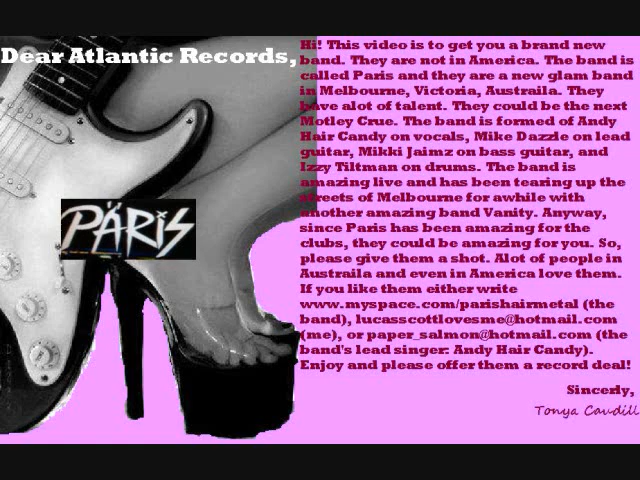 Dear Atlantic Records,
Hi! This video is to get you a brand new
band. They are not in America. The band is
called Paris and they are a new glam band
in Melbourne, Victoria, Austraila. They
have alot of talent. They could be the next
Motley Crue. The band is formed of Andy
Hair Candy on vocals, Mike Dazzle on lead
guitar, Mikki Jaimz on bass guitar, and
Izzy Tiltman on drums. The band is
amazing live and has been tearing up the
streets of Melbourne for awhile with
another amazing band Vanity. Anyway,
since Paris has been amazing for the
clubs, they could be amazing for you. So,
please give them a shot. Alot of people in
Austraila and even in America love them.
If you like them either write
www.myspace.com/parishairmetal (the
band), lucasscottlovesme@hotmail.com
(me), or paper_salmon@hotmail.com (the
band's lead singer: Andy Hair Candy).
Enjoy and please offer them a record deal!
Sincerly,
Tonya Caudill
PÄRIS